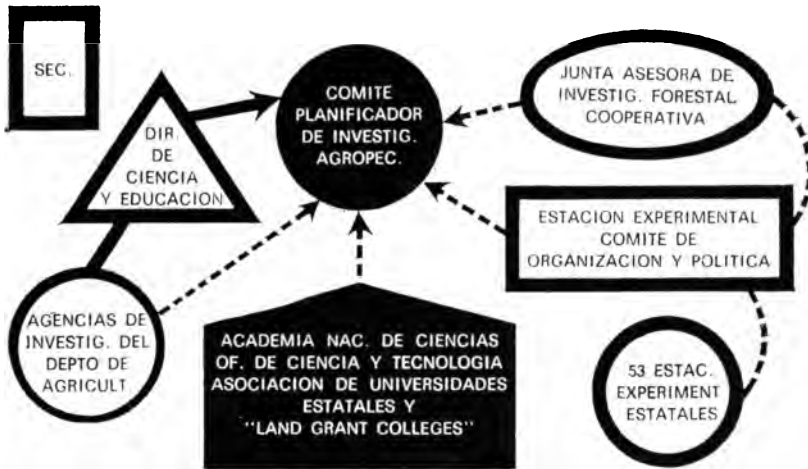 SEC.
DIR.
DE
CIENCIA
Y EDUCACION
COMITE
PLANIFICADOR
DE INVESTIG.
AGROPEC.
JUNTA ASESORA DE
INVESTIG. FORESTAL
COOPERATIVA
ESTACION EXPERIMENTAL
COMITE DE
ORGANIZACION Y POLITICA
AGENCIAS DE
INVESTIG. DEL
DEPTO DE
AGRICULT.
ACADEMIA NAC. DE CIENCIAS
OF. DE CIENCIA Y TECNOLOGIA
ASOCIACION DE UNIVERSIDADES
ESTATALES Y
"LAND GRANT COLLEGES"
53 ESTAC.
EXPERIMENT
ESTATALES